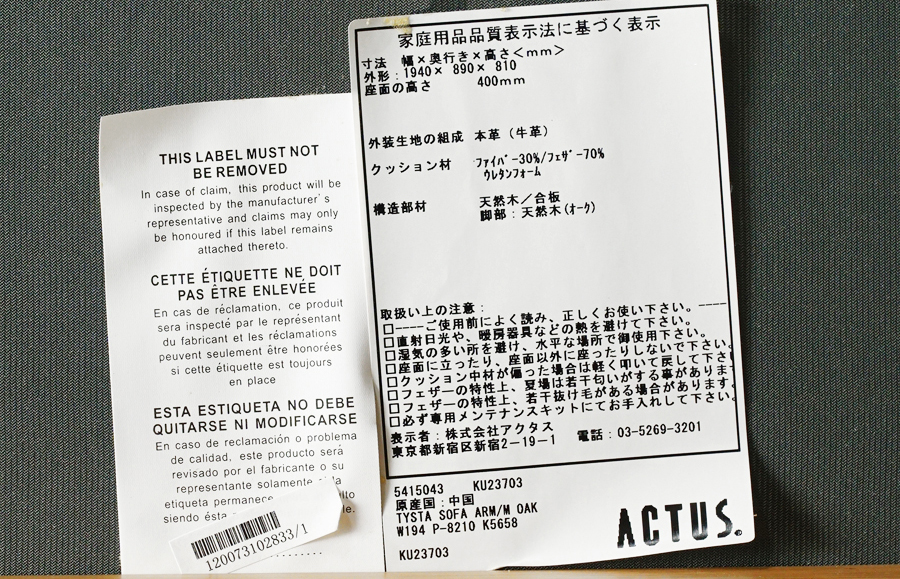 THIS LABEL MUST NOT
BE REMOVED
In case of claim, this product will be
inspected by the manufacturer's
representative and claims may only
be honoured if this label remains
attached thereto.
CETTE ÉTIQUETTE NE DOIT
PAS ÊTRE ENLEVÉE
En cas de réclamation, ce produit
sera inspecté par le représentant
du fabricant et les réclamations
peuvent seulement être honorées
si cette étiquette est toujours
en place
ESTA ESTIQUETA NO DEBE
QUITARSE NI MODIFICARSE
En caso de reclamación o problema
de calidad, este producto será
revisado por el fabricante o su
representante solamente la
etiqueta permanece
siendo ésta
120073102833/1
家庭用品品質表示法に基づく表示
寸法 幅×奥行き×高さ<mm>
外形:1940× 890× 810
座面の高さ 400mm
外装生地の組成 本革(牛革)
クッション材 ファイバー30%/フェザー70%
ウレタンフォーム
構造部材 天然木/合板
脚部:天然木(オーク)
取扱い上の注意:
□----ご使用前によく読み、正しくお使い下さい。----
□直射日光や、暖房器具などの熱を避けて下さい。
□湿気の多い所を避け、水平な場所で御使用下さい。
□座面に立ったり、座面以外に座ったりしないで下さい。
□クッション中材が偏った場合は軽く叩いて戻して下さい
□フェザーの特性上、夏場は若干匂いがする事がありま
□フェザーの特性上、若干抜け毛がある場合があります。
□必ず専用メンテナンスキットにてお手入れして下さい。
表示者:株式会社アクタス
東京都新宿区新宿2-19-1 電話:03-5269-3201
5415043 KU23703
原産国:中国
TYSTA SOFA ARM/M OAK
W194 P-8210 K5658
KU23703
ACTUS.